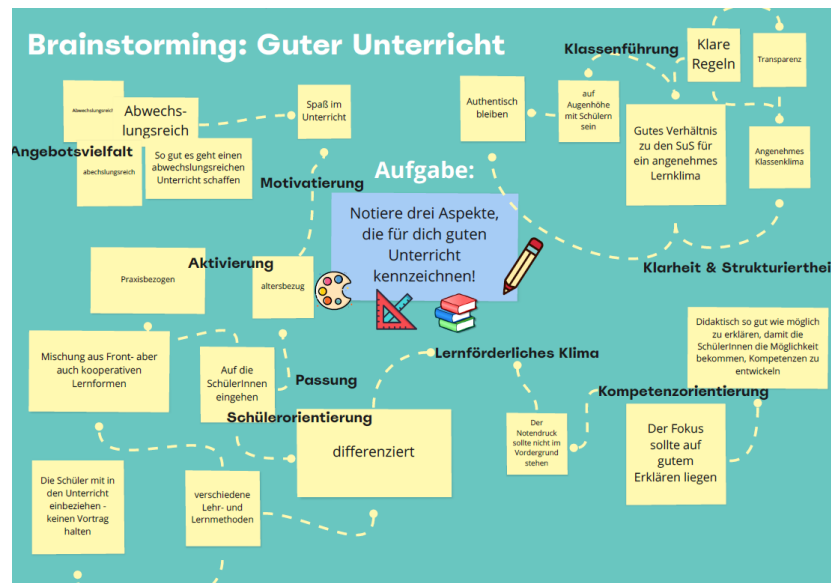 Brainstorming: Guter Unterricht
Klassenführung
Klare
Regeln
Transparenz
Abwechslungsreich
Abwechs-
lungsreich
Spaß im
Unterricht
Authentisch
bleiben
auf
Augenhöhe
mit Schülern
sein
Gutes Verhältnis
zu den SuS für
ein angenehmes
Lernklima
Angenehmes
Klassenklima
Angebotsvielfalt
abechslungsreich
So gut es geht einen
abwechslungsreichen
Unterricht schaffen
Motivatierung
Aufgabe:
Notiere drei Aspekte,
die für dich guten
Unterricht
kennzeichnen!
Aktivierung
Praxisbezogen
altersbezug
Klarheit & Strukturierthei
Didaktisch so gut wie möglich
zu erklären, damit die
SchülerInnen die Möglichkeit
bekommen, Kompetenzen zu
entwickeln
Mischung aus Front- aber
auch kooperativen
Lernformen
Auf die
SchülerInnen
eingehen
Passung
Lernförderliches Klima
Kompetenzorientierung
Schülerorientierung
differenziert
Der
Notendruck
sollte nicht im
Vordergrund
stehen
Der Fokus
sollte auf
gutem
Erklären liegen
Die Schüler mit in
den Unterricht
einbeziehen -
keinen Vortrag
halten
verschiedene
Lehr- und
Lernmethoden